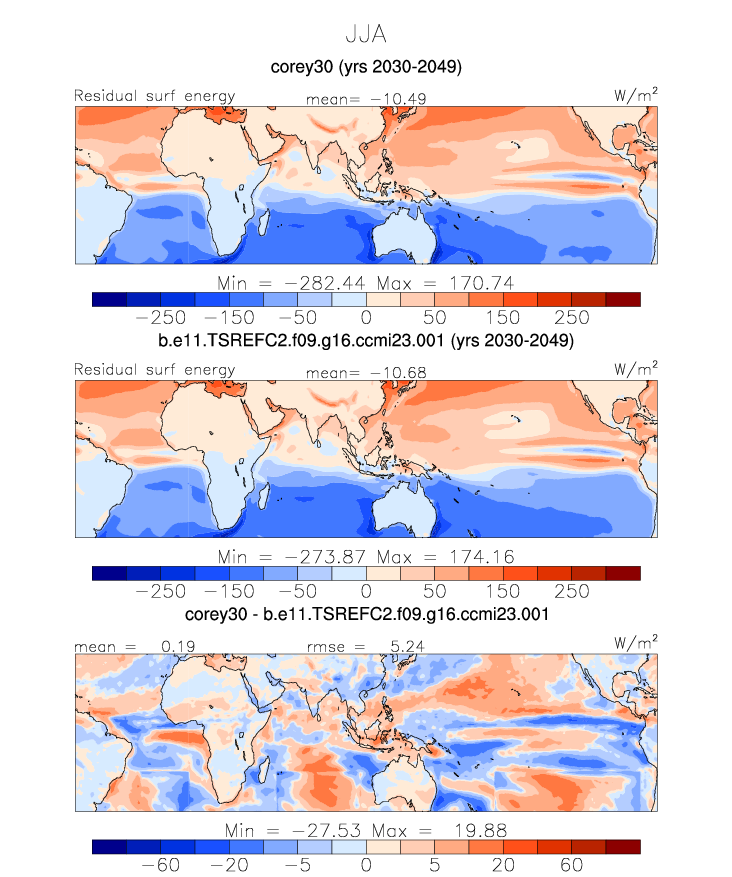 JJA
corey30 (yrs 2030-2049)
Residual surf energy mean= −10.49 W/m²
Min = −282.44 Max = 170.74
−250 −150 −50 0 50 150 250
b.e11.TSREFC2.f09.g16.ccmi23.001 (yrs 2030-2049)
Residual surf energy mean= −10.68 W/m²
Min = −273.87 Max = 174.16
−250 −150 −50 0 50 150 250
corey30 - b.e11.TSREFC2.f09.g16.ccmi23.001
mean = 0.19 rmse = 5.24 W/m²
Min = −27.53 Max = 19.88
−60 −20 −5 0 5 20 60